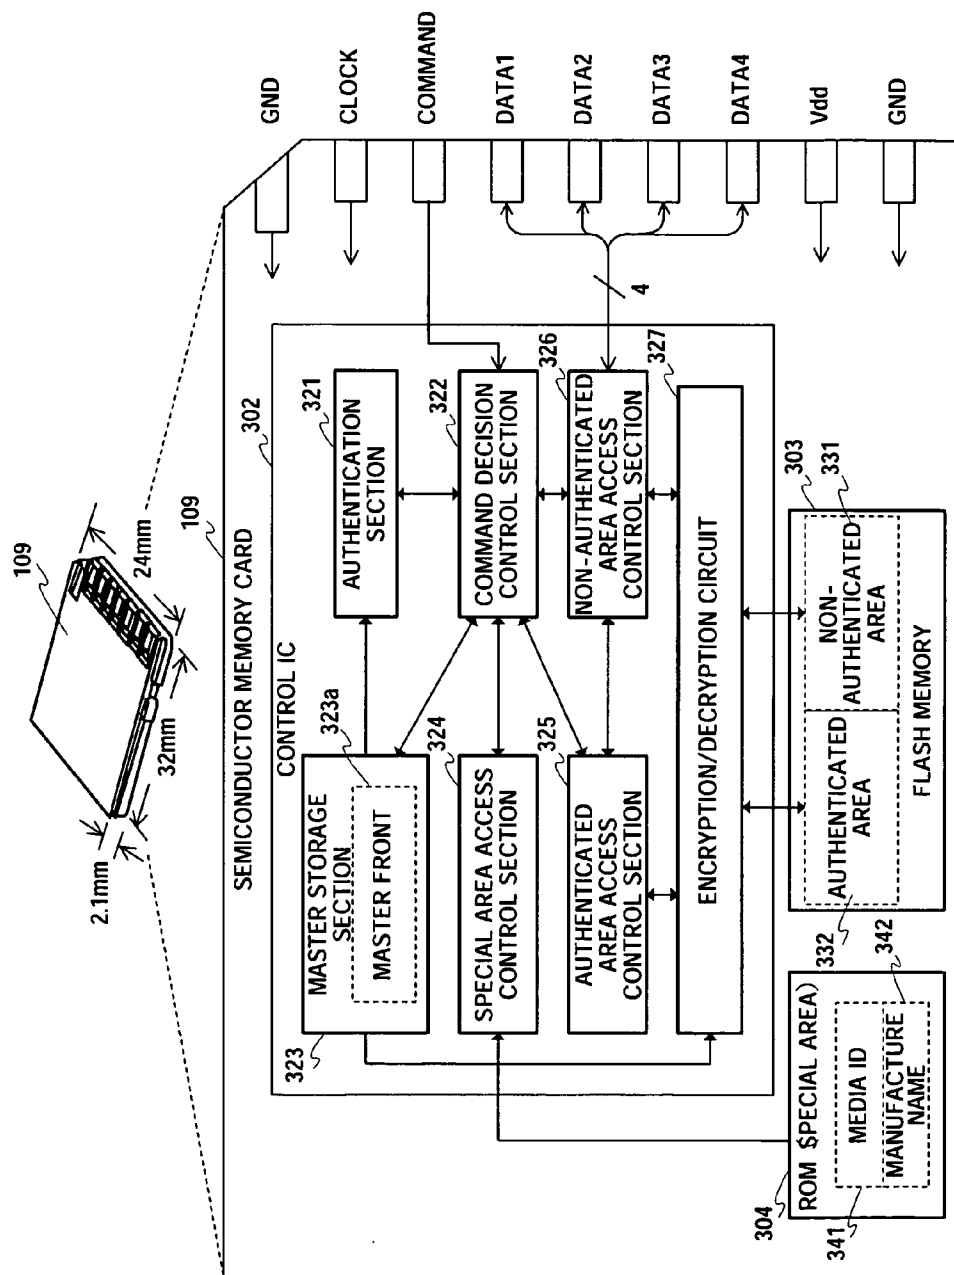 109
24mm
32mm
2.1mm
109
SEMICONDUCTOR MEMORY CARD
302
CONTROL IC
323
MASTER STORAGE
SECTION
323a
MASTER FRONT
321
AUTHENTICATION
SECTION
324
SPECIAL AREA ACCESS
CONTROL SECTION
322
COMMAND DECISION
CONTROL SECTION
325
AUTHENTICATED
AREA ACCESS
CONTROL SECTION
326
NON-AUTHENTICATED
AREA ACCESS
CONTROL SECTION
327
ENCRYPTION/DECRYPTION CIRCUIT
4
GND
CLOCK
COMMAND
DATA1
DATA2
DATA3
DATA4
Vdd
GND
304
ROM SPECIAL AREA)
341
MEDIA ID
342
MANUFACTURE
NAME
303
332
AUTHENTICATED
AREA
331
NON-
AUTHENTICATED
AREA
FLASH MEMORY